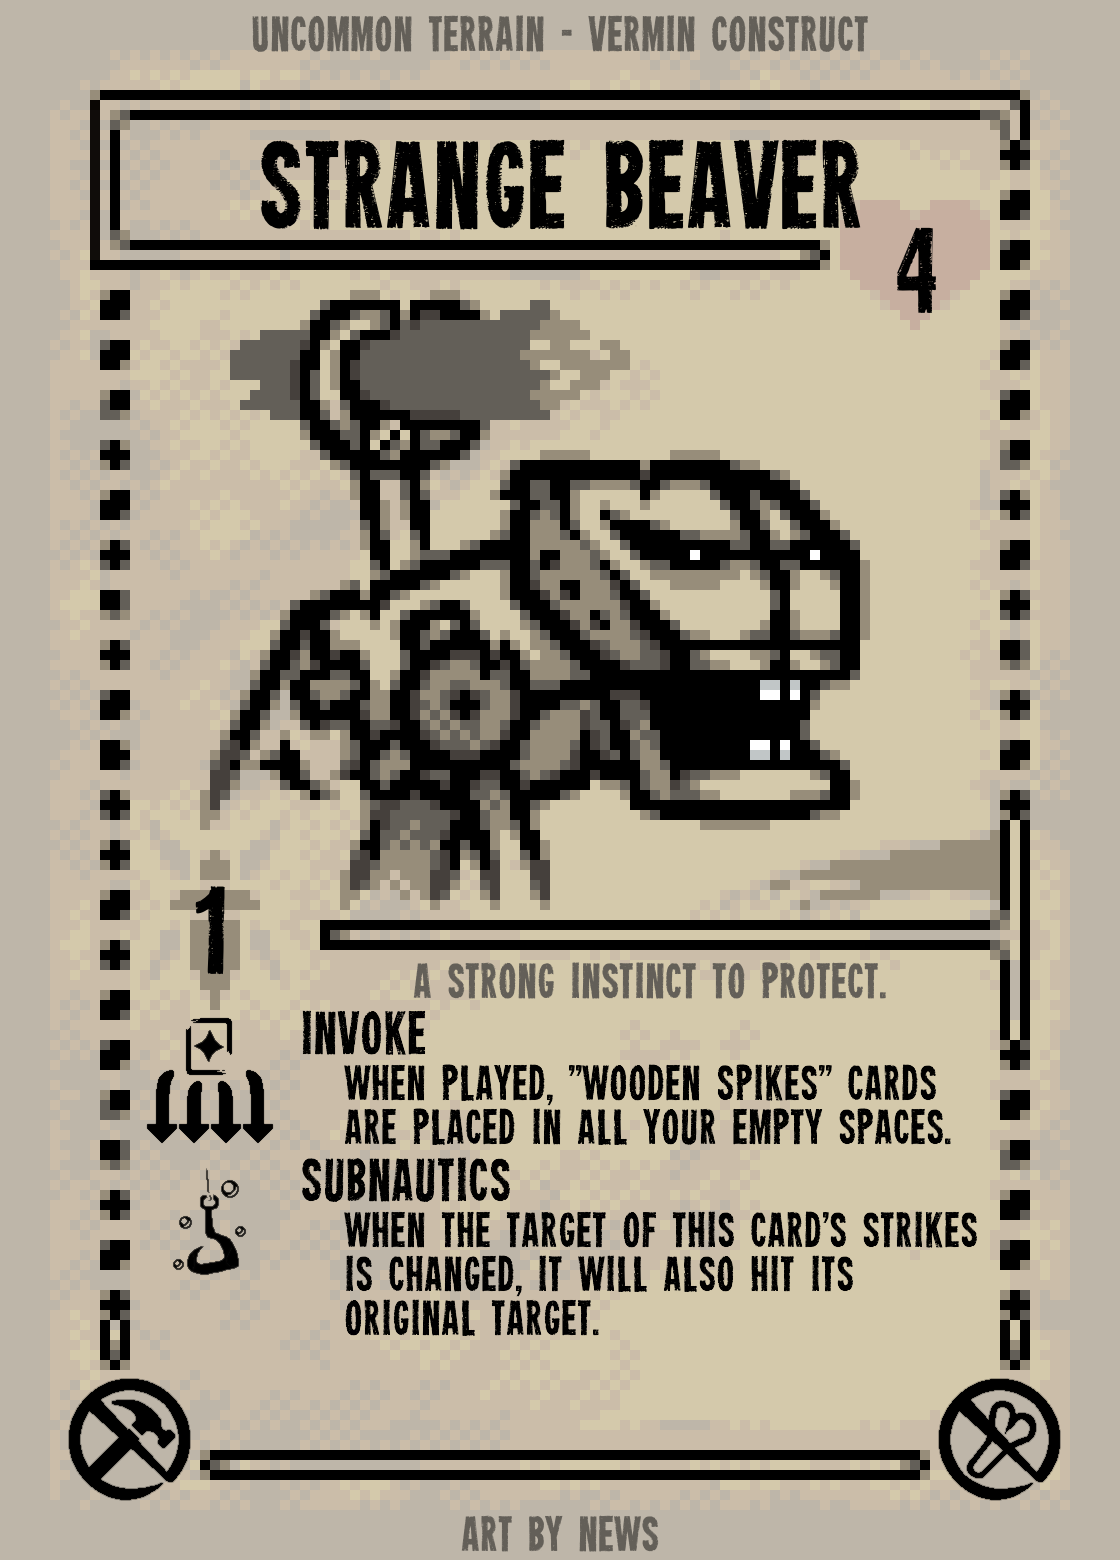 UNCOMMON TERRAIN - VERMIN CONSTRUCT
STRANGE BEAVER
4
1
A STRONG INSTINCT TO PROTECT.
INVOKE
WHEN PLAYED, "WOODEN SPIKES" CARDS
ARE PLACED IN ALL YOUR EMPTY SPACES.
SUBNAUTICS
WHEN THE TARGET OF THIS CARD'S STRIKES
IS CHANGED, IT WILL ALSO HIT ITS
ORIGINAL TARGET.
ART BY NEWS